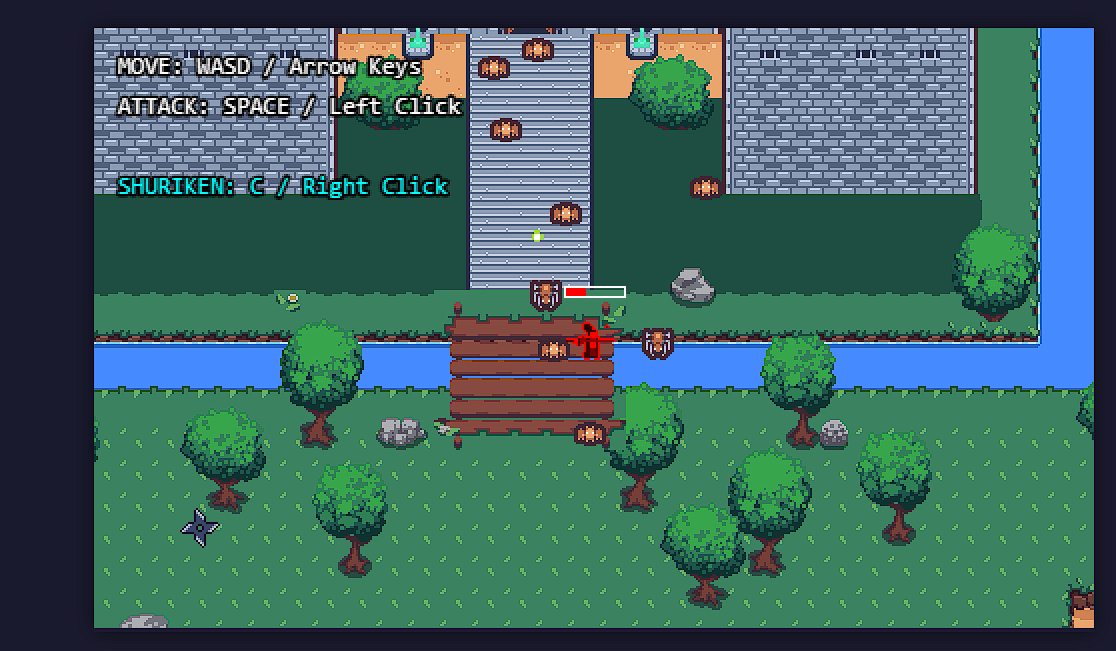 MOVE: WASD / Arrow Keys
ATTACK: SPACE / Left Click
SHURIKEN: C / Right Click